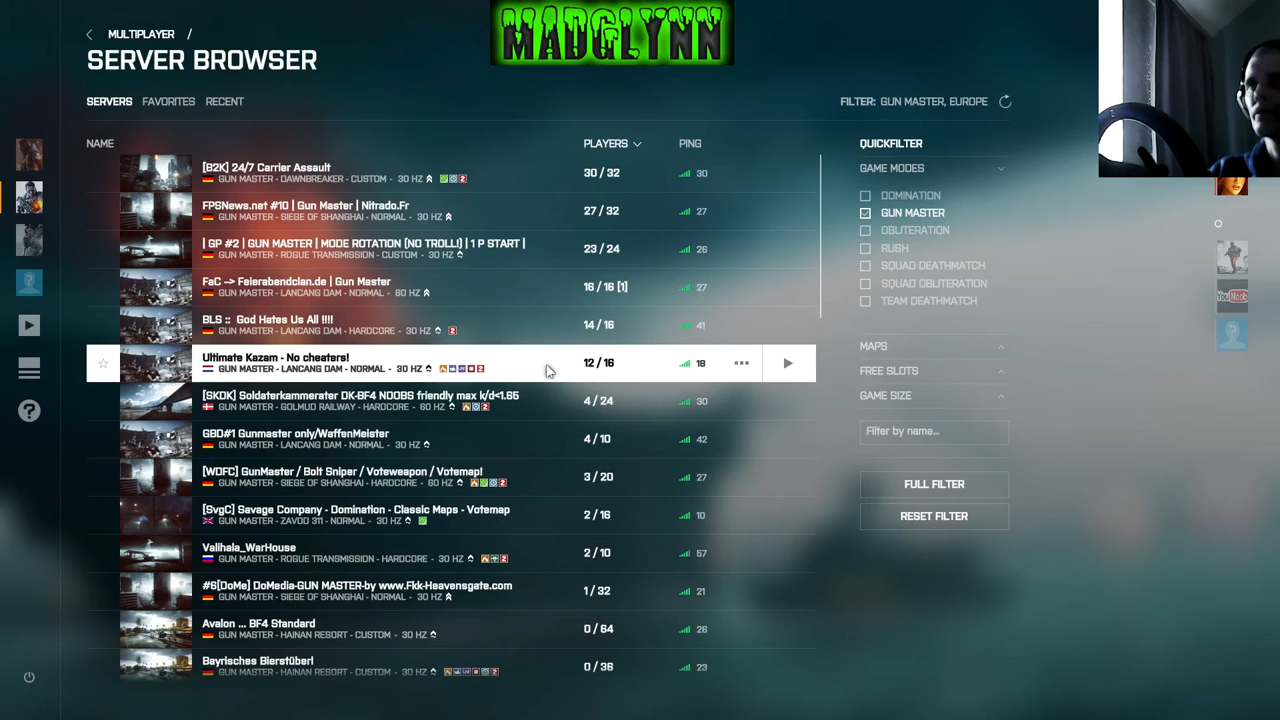 MADGLYNN
MULTIPLAYER /
SERVER BROWSER
SERVERS FAVORITES RECENT
FILTER: GUN MASTER, EUROPE
NAME PLAYERS PING
[B2K] 24/7 Carrier Assault
GUN MASTER - DAWNBREAKER - CUSTOM - 30 HZ 2
30 / 32 30
FPSNews.net #10 | Gun Master | Nitrado.Fr
GUN MASTER - SIEGE OF SHANGHAI - NORMAL - 30 HZ
27 / 32 27
| GP #2 | GUN MASTER | MODE ROTATION (NO TROLL!) | 1 P START |
GUN MASTER - ROGUE TRANSMISSION - CUSTOM - 30 HZ
23 / 24 26
FaC -> Feierabendclan.de | Gun Master
GUN MASTER - LANCANG DAM - NORMAL - 60 HZ
16 / 16 [1] 27
BLS :: God Hates Us All !!!!
GUN MASTER - LANCANG DAM - HARDCORE - 30 HZ 2
14 / 16 41
Ultimate Kazam - No cheaters!
GUN MASTER - LANCANG DAM - NORMAL - 30 HZ 2
12 / 16 18
[SKDK] Soldaterkammerater DK-BF4 NOOBS friendly max k/d<1.65
GUN MASTER - GOLMUD RAILWAY - HARDCORE - 60 HZ 2
4 / 24 30
GBD#1 Gunmaster only/WaffenMeister
GUN MASTER - LANCANG DAM - NORMAL - 30 HZ
4 / 10 42
[WDFC] GunMaster / Bolt Sniper / Voteweapon / Votemap!
GUN MASTER - SIEGE OF SHANGHAI - HARDCORE - 60 HZ 2
3 / 20 27
[SvgC] Savage Company - Domination - Classic Maps - Votemap
GUN MASTER - ZAVOD 311 - NORMAL - 30 HZ
2 / 16 10
Valihala_WarHouse
GUN MASTER - ROGUE TRANSMISSION - HARDCORE - 30 HZ 2
2 / 10 57
#6[DoMe] DoMedia-GUN MASTER-by www.Fkk-Heavensgate.com
GUN MASTER - SIEGE OF SHANGHAI - NORMAL - 30 HZ
1 / 32 21
Avalon ... BF4 Standard
GUN MASTER - HAINAN RESORT - CUSTOM - 30 HZ
0 / 64 26
Bayrisches Bierstüberl
GUN MASTER - HAINAN RESORT - CUSTOM - 30 HZ 2
0 / 36 23
QUICKFILTER
GAME MODES
DOMINATION
GUN MASTER
OBLITERATION
RUSH
SQUAD DEATHMATCH
SQUAD OBLITERATION
TEAM DEATHMATCH
MAPS
FREE SLOTS
GAME SIZE
Filter by name...
FULL FILTER
RESET FILTER
YouNoob